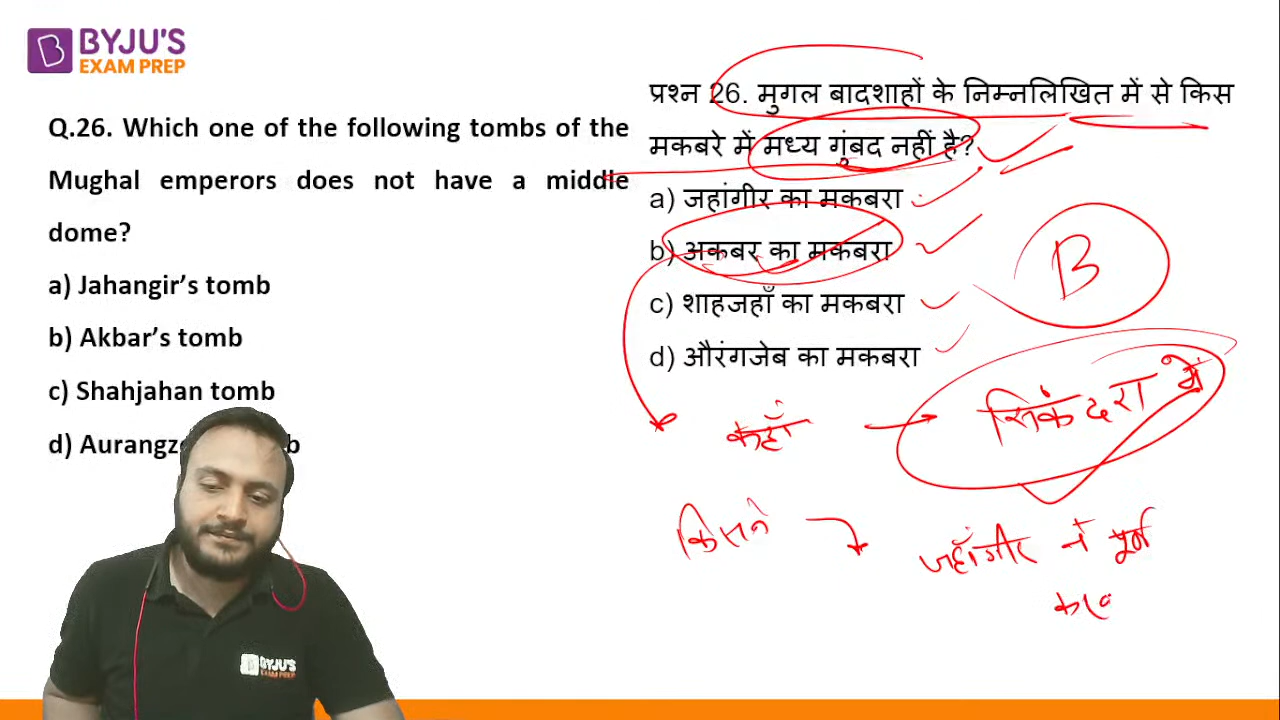 BYJU'S
EXAM PREP
Q.26. Which one of the following tombs of the
Mughal emperors does not have a middle
dome?
a) Jahangir's tomb
b) Akbar's tomb
c) Shahjahan tomb
d) Aurangze b
प्रश्न 26. मुगल बादशाहों के निम्नलिखित में से किस
मकबरे में मध्य गुंबद नहीं है?
a) जहांगीर का मकबरा
b) अकबर का मकबरा
c) शाहजहाँ का मकबरा
d) औरंगजेब का मकबरा
B
कहाँ सिकंदरा में
किसने जहाँगीर ने पूर्ण
BYJU'S
EXAM PREP